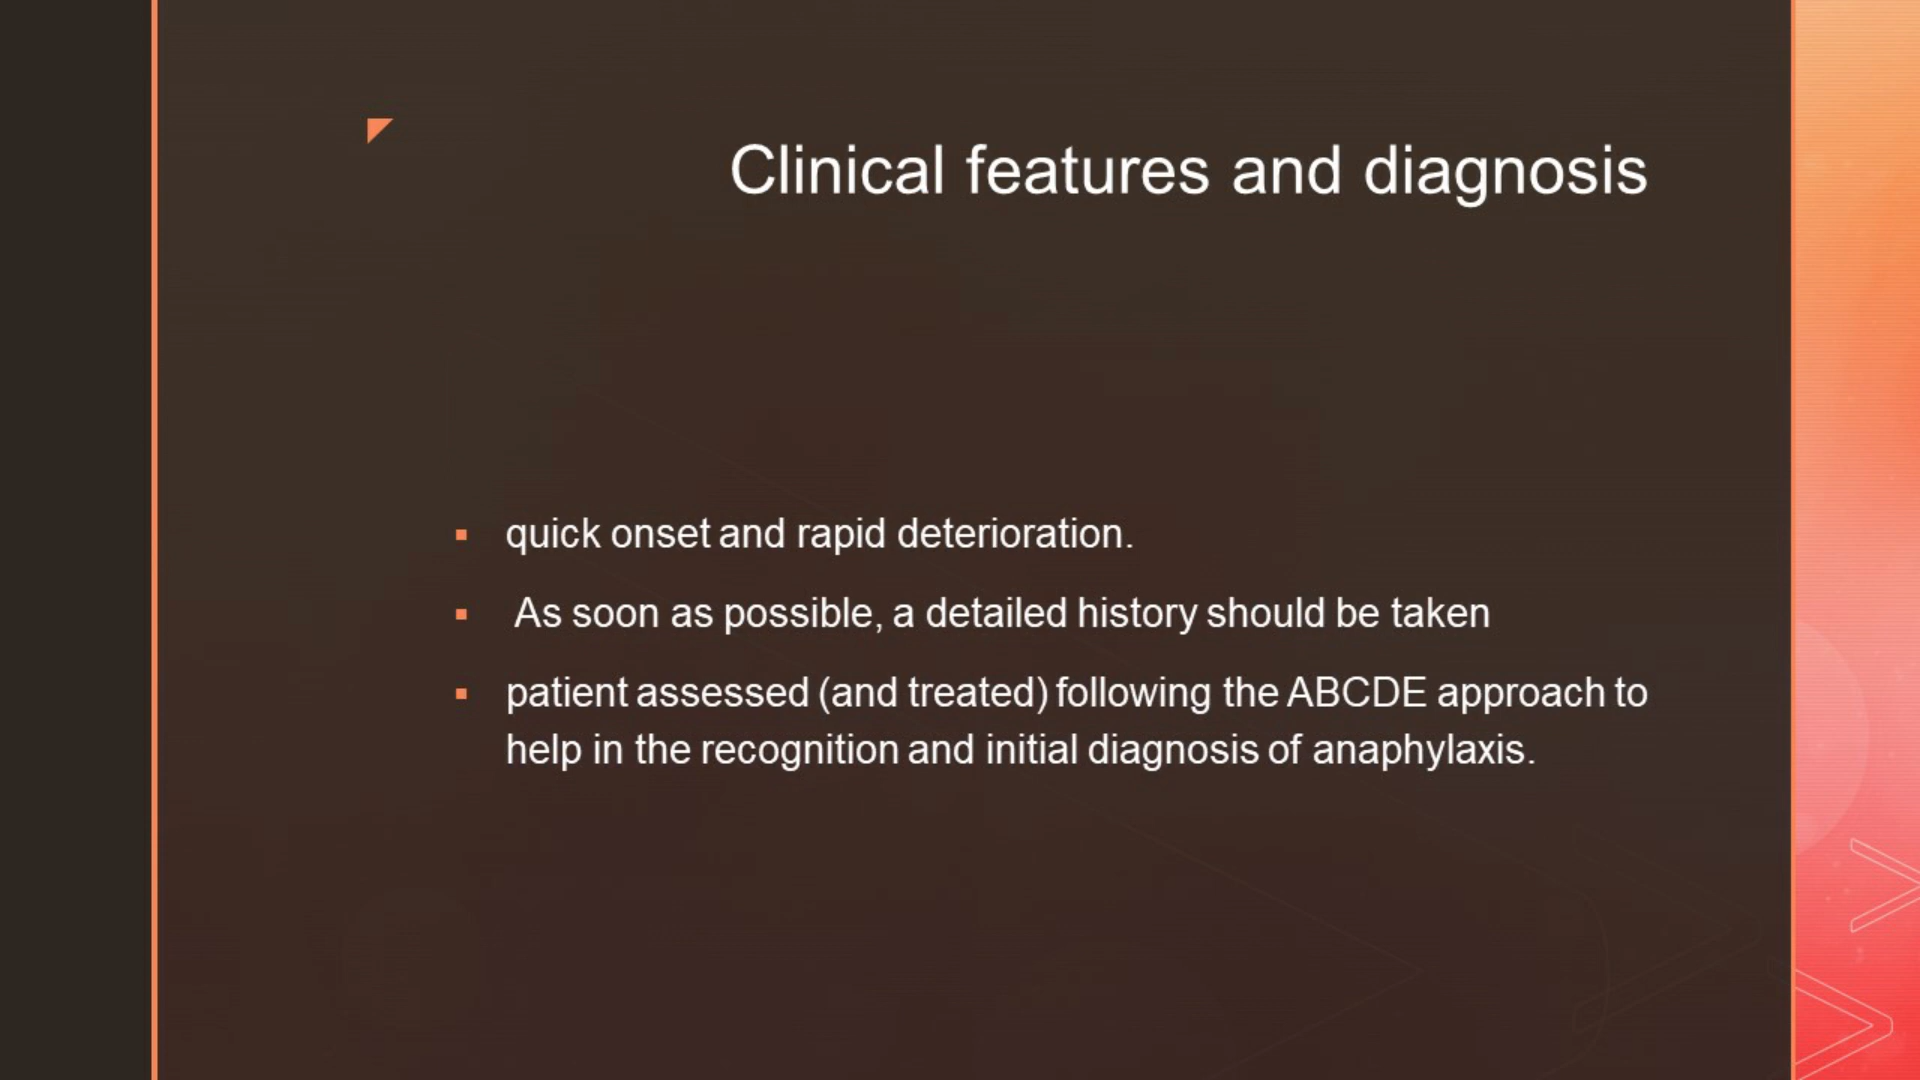 Clinical features and diagnosis
quick onset and rapid deterioration.
As soon as possible, a detailed history should be taken
patient assessed (and treated) following the ABCDE approach to
help in the recognition and initial diagnosis of anaphylaxis.